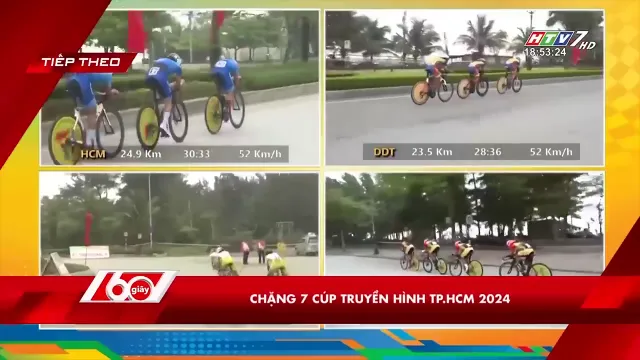 TIẾP THEO
HTV7 HD
18:53:24
HCM 24.9 Km 30:33 52 Km/h
DDT 23.5 Km 28:36 52 Km/h
60 giây
CHẶNG 7 CÚP TRUYỀN HÌNH TP.HCM 2024